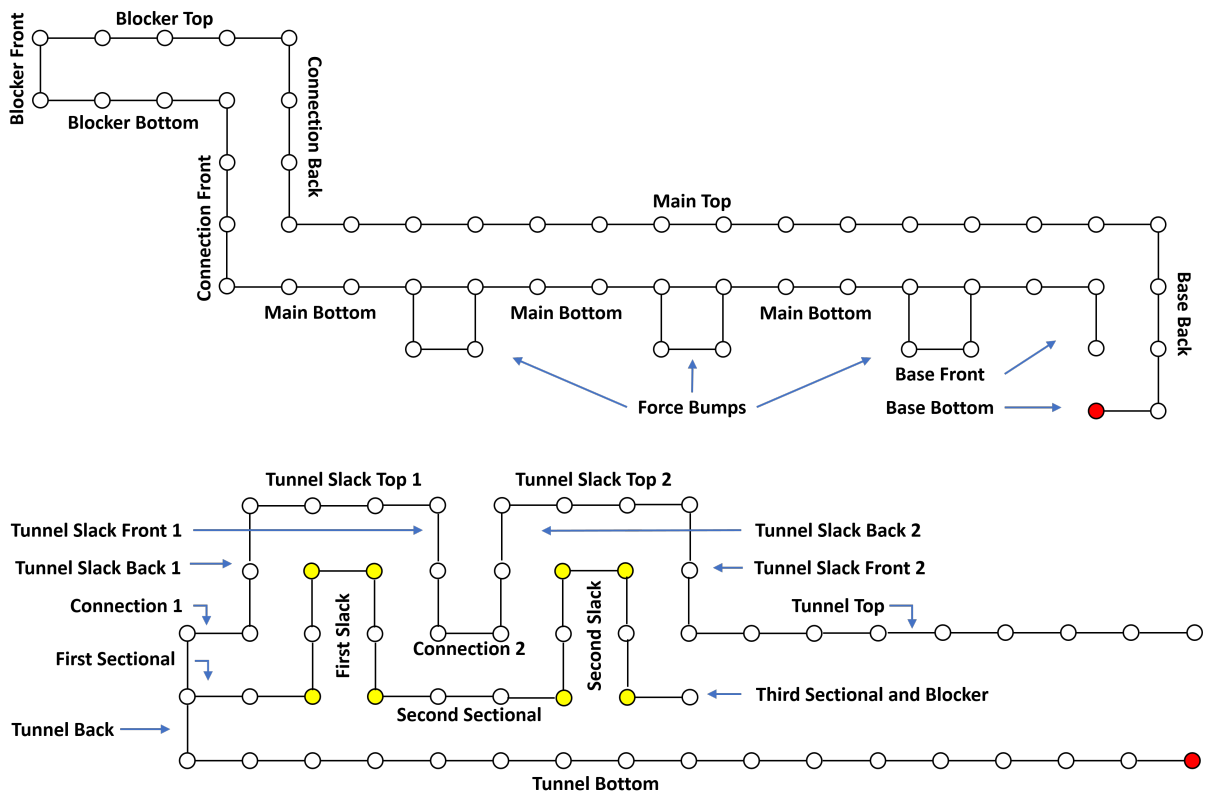 Blocker Top
Blocker Front
Connection Back
Blocker Bottom
Connection Front
Main Top
Base Back
Main Bottom
Main Bottom
Main Bottom
Base Front
Force Bumps
Base Bottom
Tunnel Slack Top 1
Tunnel Slack Top 2
Tunnel Slack Front 1
Tunnel Slack Back 2
Tunnel Slack Back 1
Tunnel Slack Front 2
Connection 1
First Slack
Second Slack
Tunnel Top
Connection 2
First Sectional
Third Sectional and Blocker
Second Sectional
Tunnel Back
Tunnel Bottom